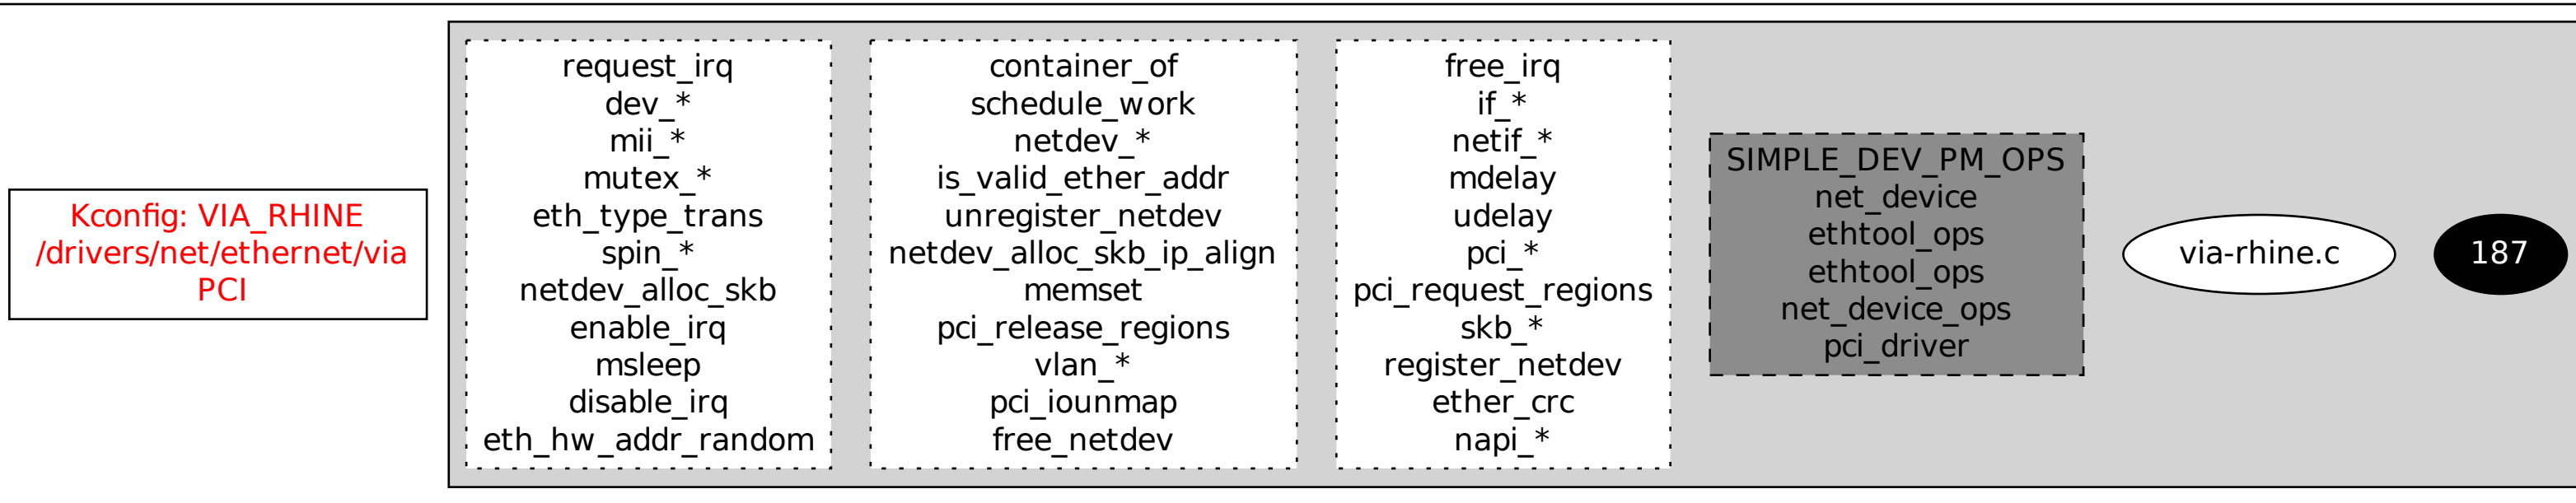 Kconfig: VIA_RHINE
/drivers/net/ethernet/via
PCI
request_irq
dev_*
mii_*
mutex_*
eth_type_trans
spin_*
netdev_alloc_skb
enable_irq
msleep
disable_irq
eth_hw_addr_random
container_of
schedule_work
netdev_*
is_valid_ether_addr
unregister_netdev
netdev_alloc_skb_ip_align
memset
pci_release_regions
vlan_*
pci_iounmap
free_netdev
free_irq
if_*
netif_*
mdelay
udelay
pci_*
pci_request_regions
skb_*
register_netdev
ether_crc
napi_*
SIMPLE_DEV_PM_OPS
net_device
ethtool_ops
ethtool_ops
net_device_ops
pci_driver
via-rhine.c
187